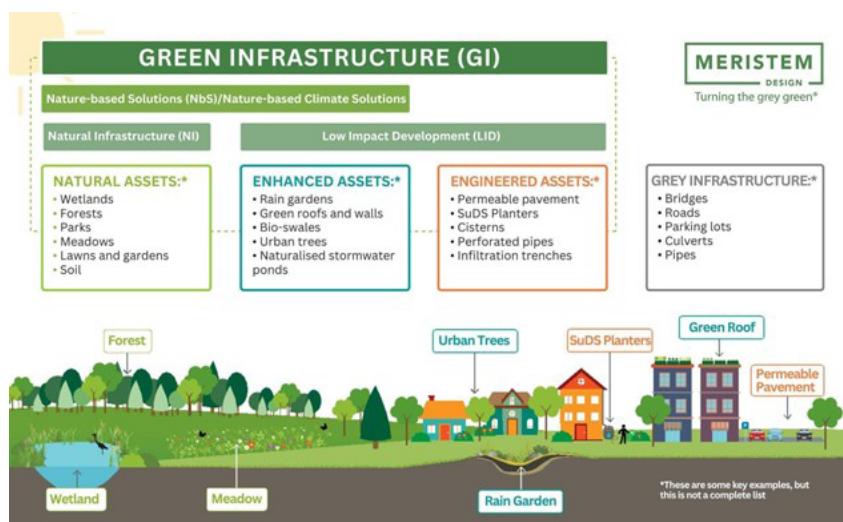 GREEN INFRASTRUCTURE (GI)
MERISTEM
DESIGN
Turning the grey green*
Nature-based Solutions (NbS)/Nature-based Climate Solutions
Natural Infrastructure (NI)
Low Impact Development (LID)
NATURAL ASSETS:*
• Wetlands
• Forests
• Parks
• Meadows
• Lawns and gardens
• Soil
ENHANCED ASSETS:*
• Rain gardens
• Green roofs and walls
• Bio-swales
• Urban trees
• Naturalised stormwater
ponds
ENGINEERED ASSETS:*
• Permeable pavement
• SuDS Planters
• Cisterns
• Perforated pipes
• Infiltration trenches
GREY INFRASTRUCTURE:*
• Bridges
• Roads
• Parking lots
• Culverts
• Pipes
Forest
Urban Trees
SuDS Planters
Green Roof
Permeable
Pavement
Wetland
Meadow
Rain Garden
*These are some key examples, but
this is not a complete list